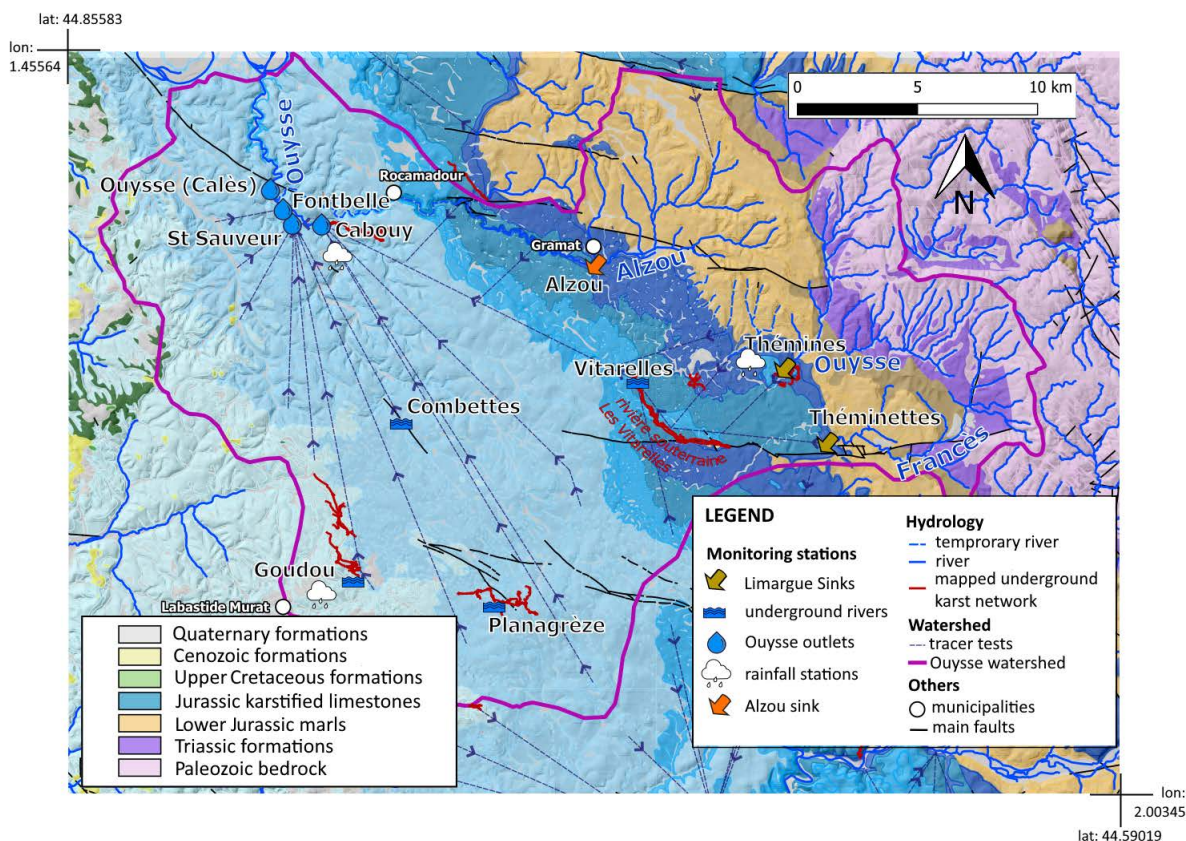 lat: 44.85583
lon:
1.45564
0 5 10 km
N
Ouysse
Rocamadour
Ouysse (Calès)
Fontbelle
Cabouy
St Sauveur
Gramat
Alzou
Alzou
Thémines
Ouysse
Vitarelles
rivière souterraine
Les Vitarelles
Combettes
Théminettes
Francès
Goudou
Labastide Murat
Planagrèze
LEGEND
Monitoring stations
Limargue Sinks
underground rivers
Ouysse outlets
rainfall stations
Alzou sink
Hydrology
temprorary river
river
mapped underground
karst network
Watershed
tracer tests
Ouysse watershed
Others
municipalities
main faults
Quaternary formations
Cenozoic formations
Upper Cretaceous formations
Jurassic karstified limestones
Lower Jurassic marls
Triassic formations
Paleozoic bedrock
lon:
2.00345
lat: 44.59019